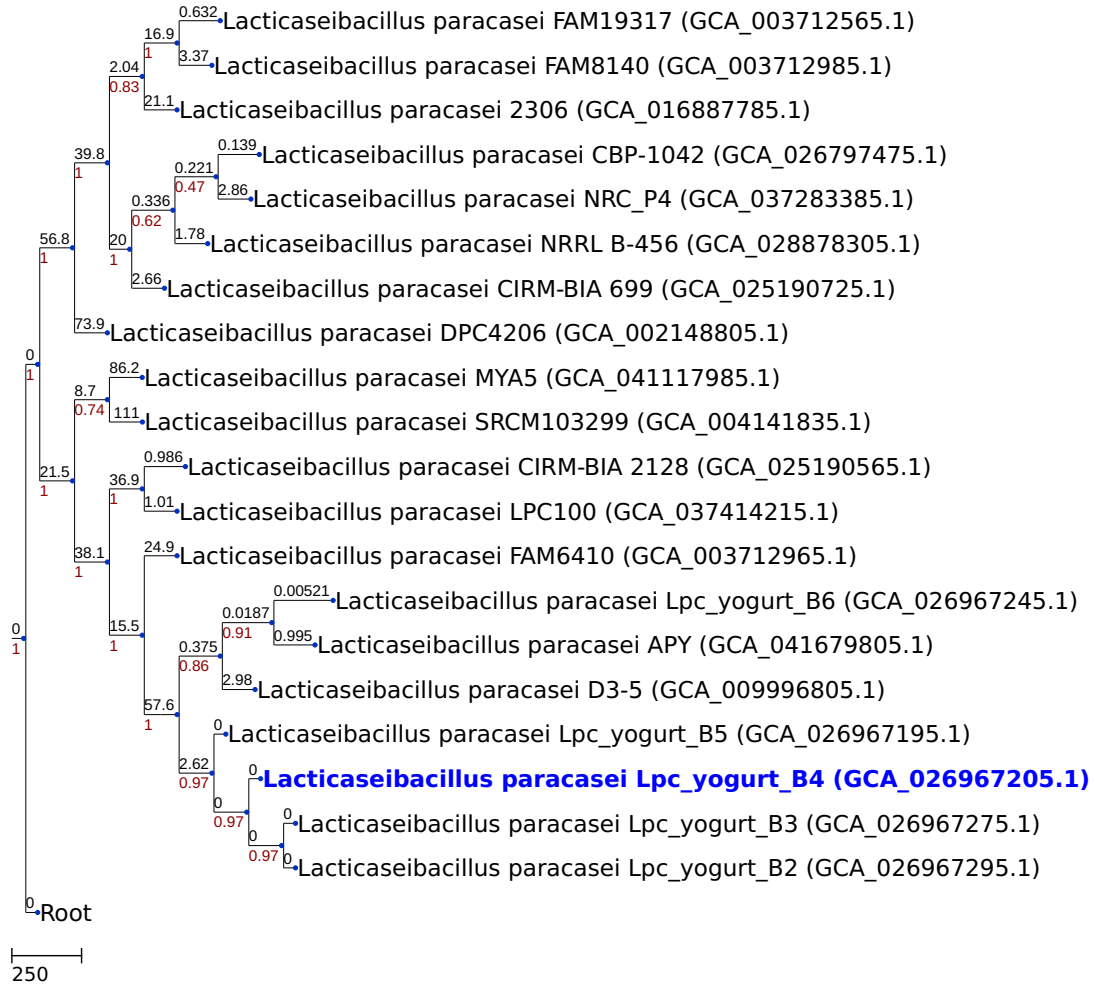 0.632 Lacticaseibacillus paracasei FAM19317 (GCA_003712565.1)
16.9
1
3.37 Lacticaseibacillus paracasei FAM8140 (GCA_003712985.1)
2.04
0.83
21.1 Lacticaseibacillus paracasei 2306 (GCA_016887785.1)
39.8
1
0.139 Lacticaseibacillus paracasei CBP-1042 (GCA_026797475.1)
0.221
0.47
2.86 Lacticaseibacillus paracasei NRC_P4 (GCA_037283385.1)
0.336
0.62
1.78 Lacticaseibacillus paracasei NRRL B-456 (GCA_028878305.1)
20
1
2.66 Lacticaseibacillus paracasei CIRM-BIA 699 (GCA_025190725.1)
56.8
1
73.9 Lacticaseibacillus paracasei DPC4206 (GCA_002148805.1)
0
1
86.2 Lacticaseibacillus paracasei MYA5 (GCA_041117985.1)
8.7
0.74
111 Lacticaseibacillus paracasei SRCM103299 (GCA_004141835.1)
21.5
1
0.986 Lacticaseibacillus paracasei CIRM-BIA 2128 (GCA_025190565.1)
36.9
1
1.01 Lacticaseibacillus paracasei LPC100 (GCA_037414215.1)
38.1
1
24.9 Lacticaseibacillus paracasei FAM6410 (GCA_003712965.1)
0.00521 Lacticaseibacillus paracasei Lpc_yogurt_B6 (GCA_026967245.1)
0.0187
0.91
0.995 Lacticaseibacillus paracasei APY (GCA_041679805.1)
15.5
1
0
1
0.375
0.86
2.98 Lacticaseibacillus paracasei D3-5 (GCA_009996805.1)
57.6
1
0 Lacticaseibacillus paracasei Lpc_yogurt_B5 (GCA_026967195.1)
2.62
0.97
0 Lacticaseibacillus paracasei Lpc_yogurt_B4 (GCA_026967205.1)
0
0.97
0 Lacticaseibacillus paracasei Lpc_yogurt_B3 (GCA_026967275.1)
0
0.97
0 Lacticaseibacillus paracasei Lpc_yogurt_B2 (GCA_026967295.1)
0 Root
250